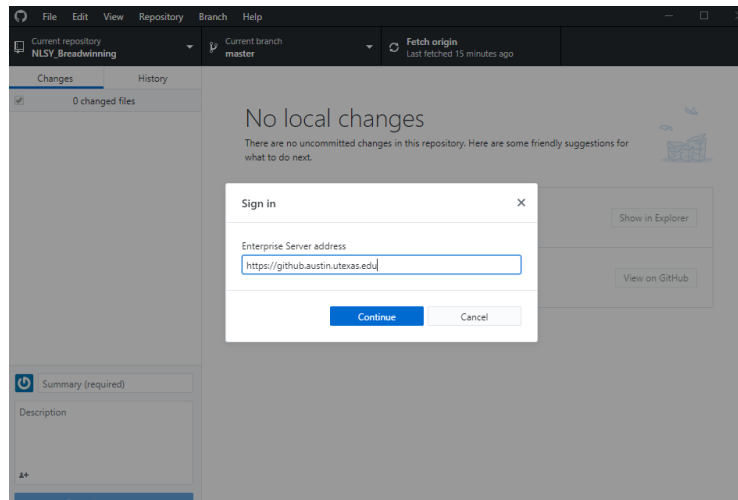 File Edit View Repository Branch Help
Current repository
NLSY_Breadwinning
Current branch
master
Fetch origin
Last fetched 15 minutes ago
Changes History
0 changed files
No local changes
There are no uncommitted changes in this repository. Here are some friendly suggestions for
what to do next.
Sign in
Enterprise Server address
https://github.austin.utexas.edu
Continue Cancel
Show in Explorer
View on GitHub
Summary (required)
Description